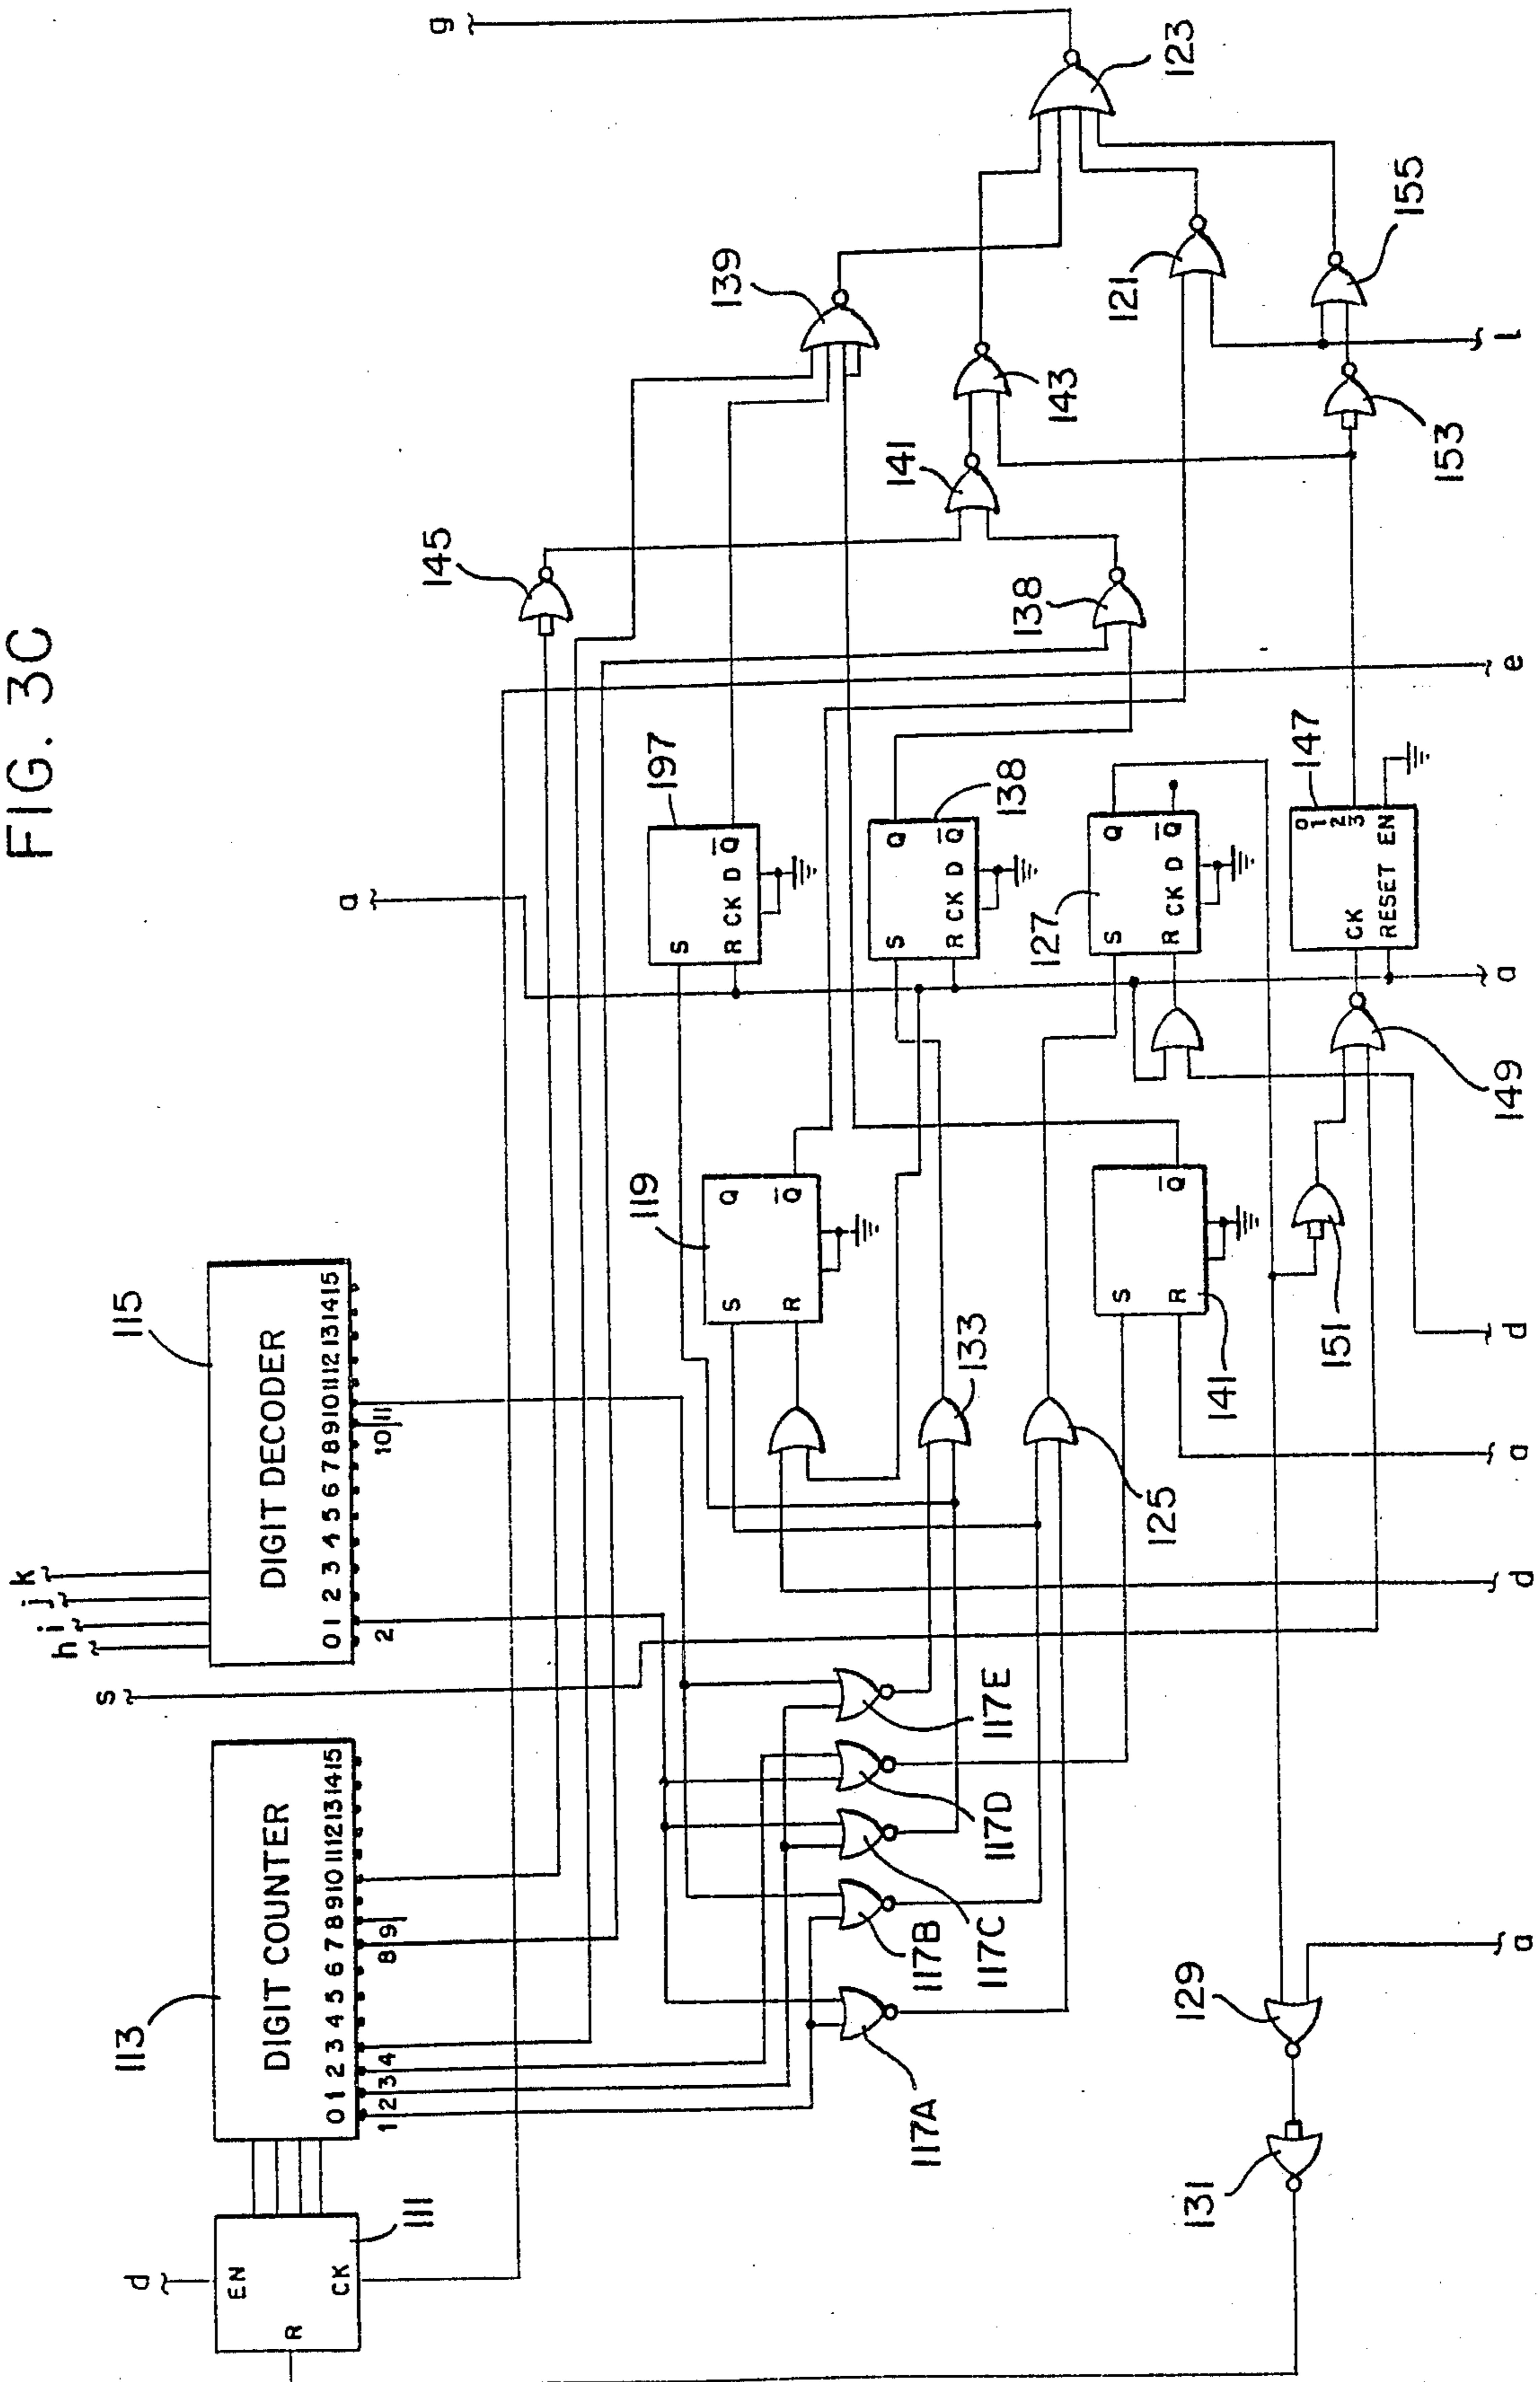 FIG. 3C
g
123
155
139
121
l
143
141
153
145
138
e
197
S
R CK D Q
138
S
Q
R CK D Q
127
S
Q
R CK D Q
147
0
1
2
3
CK
RESET EN
a
a
149
119
S
Q
R
Q
141
S
R
Q
151
d
a
133
125
d
115
DIGIT DECODER
h i j k
0 1 2 3 4 5 6 7 8 9 10 11 12 13 14 15
2
10 11
s
113
DIGIT COUNTER
0 1 2 3 4 5 6 7 8 9 10 11 12 13 14 15
1 2 3 4
8 9
117E
117D
117C
117B
117A
129
a
131
d
EN
R
CK
111